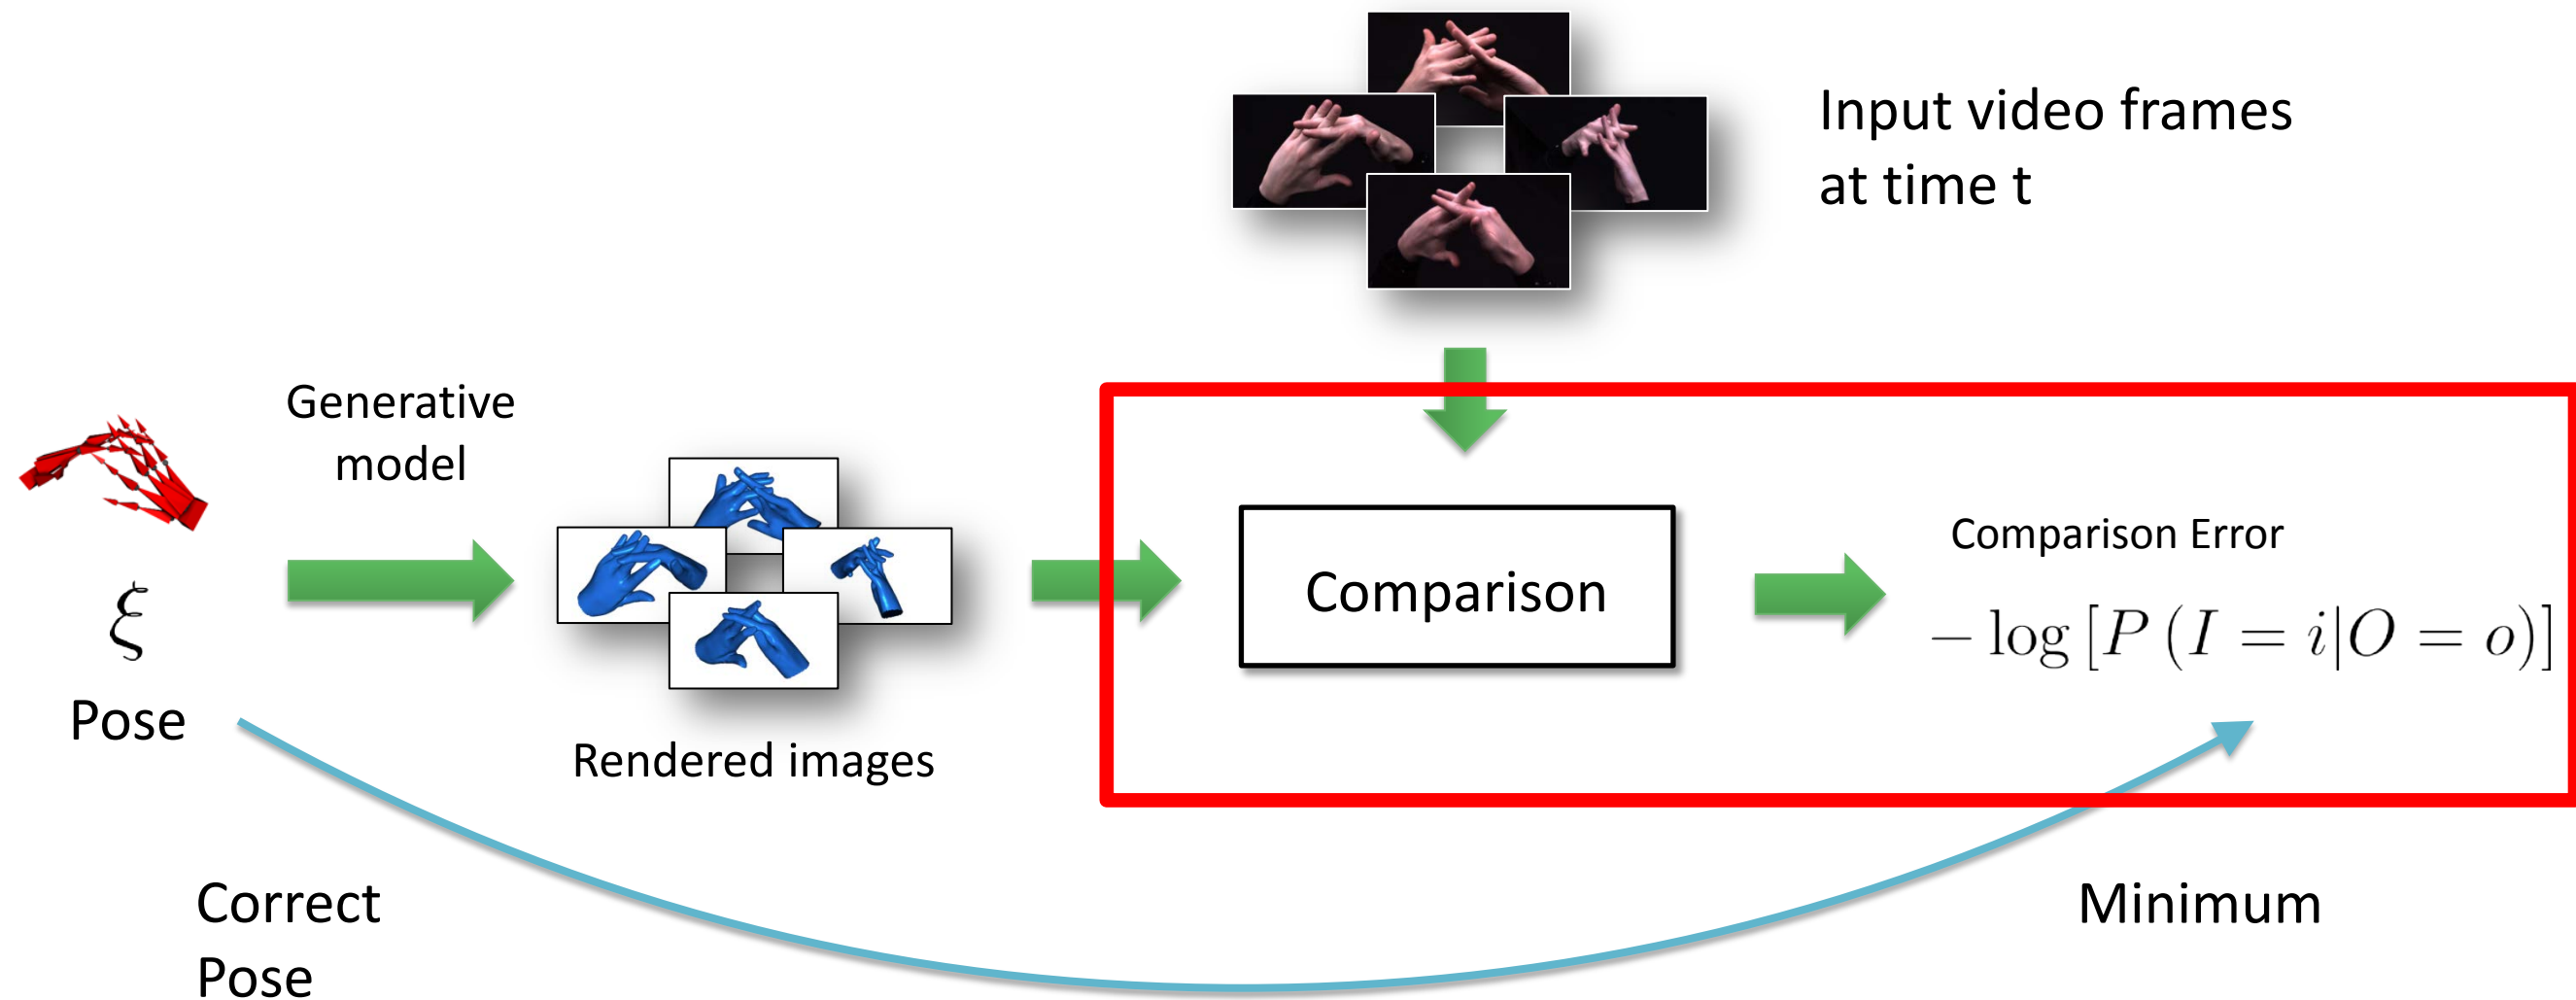 Input video frames
at time t
Generative
model
Comparison Error
Comparison
− log [P (I = i|O = o)]
ξ
Pose
Rendered images
Correct
Pose
Minimum